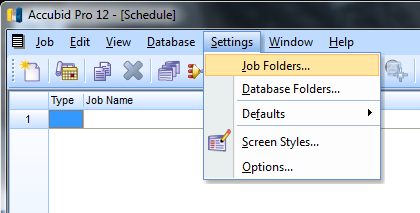 Accubid Pro 12 - [Schedule]
Job Edit View Database Settings Window Help
Job Folders...
Type Job Name
Database Folders...
1
Defaults
Screen Styles...
Options...